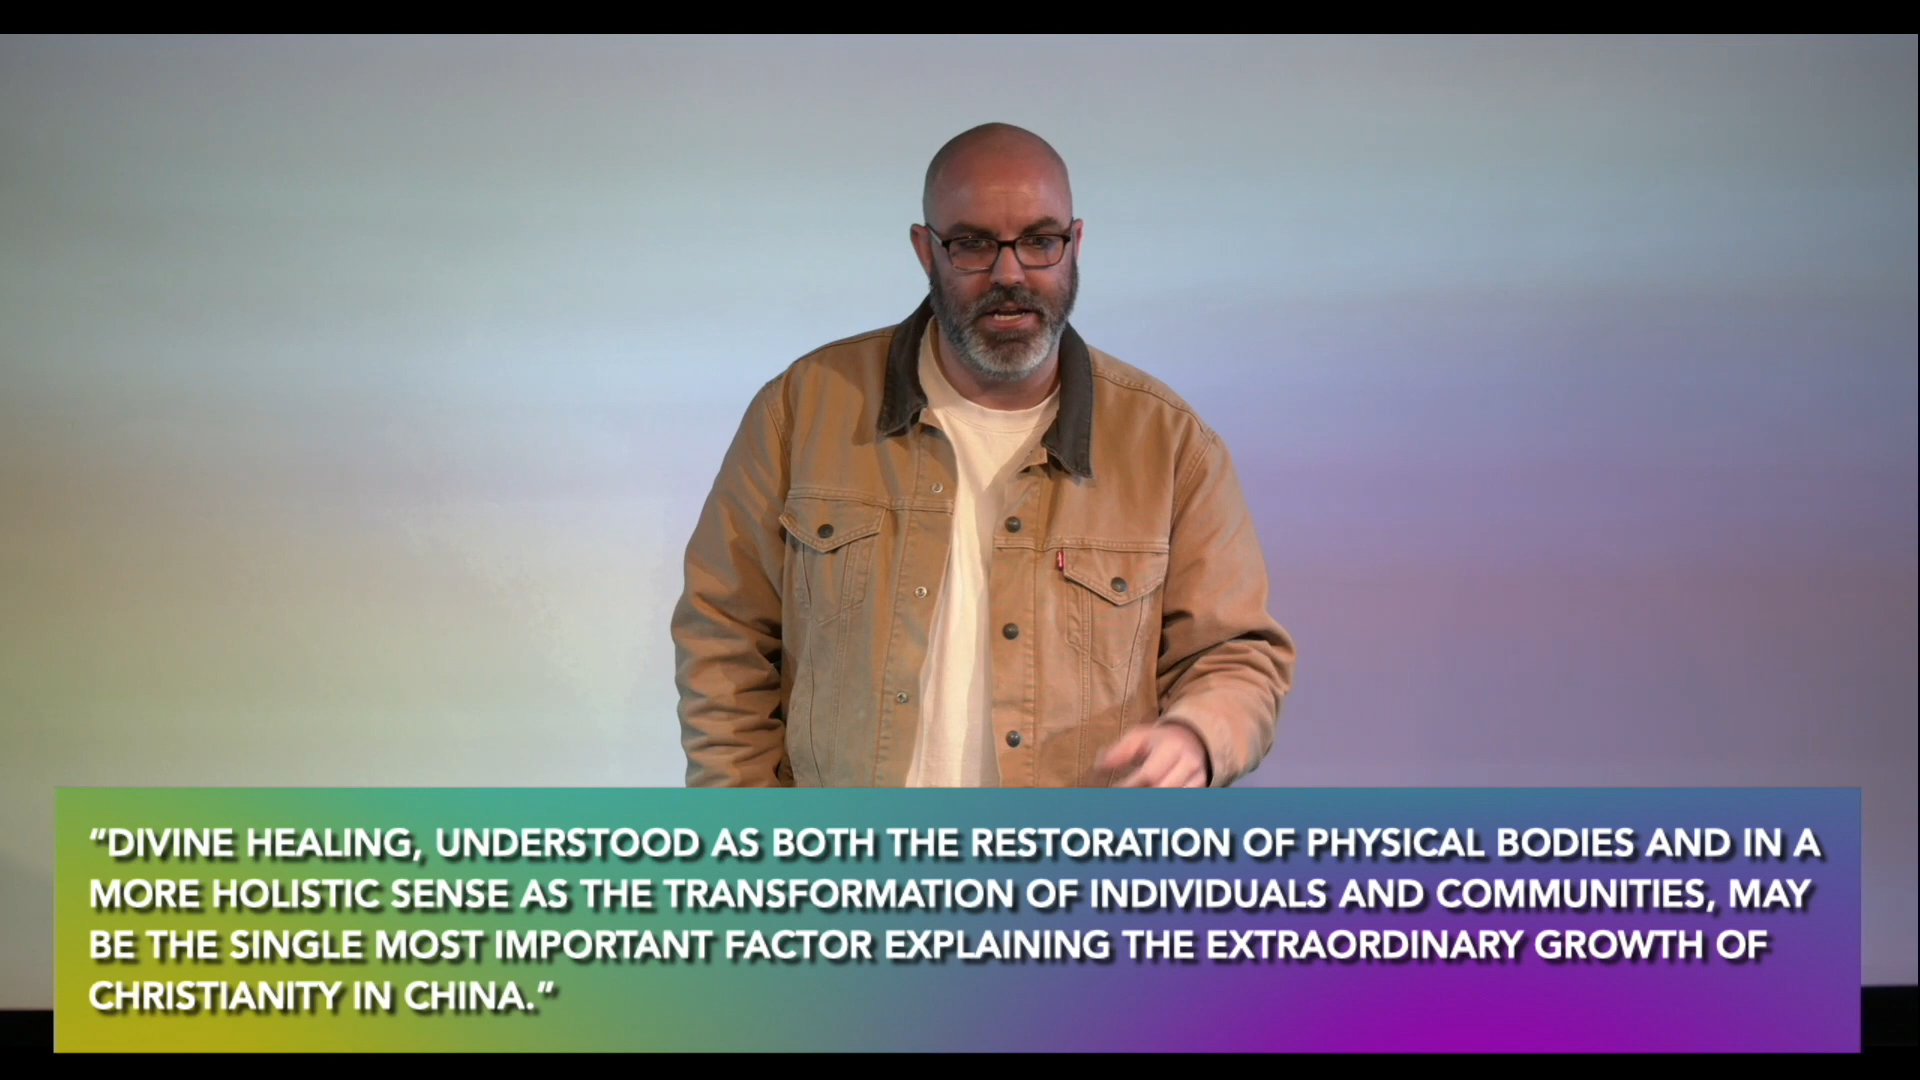 “DIVINE HEALING, UNDERSTOOD AS BOTH THE RESTORATION OF PHYSICAL BODIES AND IN A
MORE HOLISTIC SENSE AS THE TRANSFORMATION OF INDIVIDUALS AND COMMUNITIES, MAY
BE THE SINGLE MOST IMPORTANT FACTOR EXPLAINING THE EXTRAORDINARY GROWTH OF
CHRISTIANITY IN CHINA.”